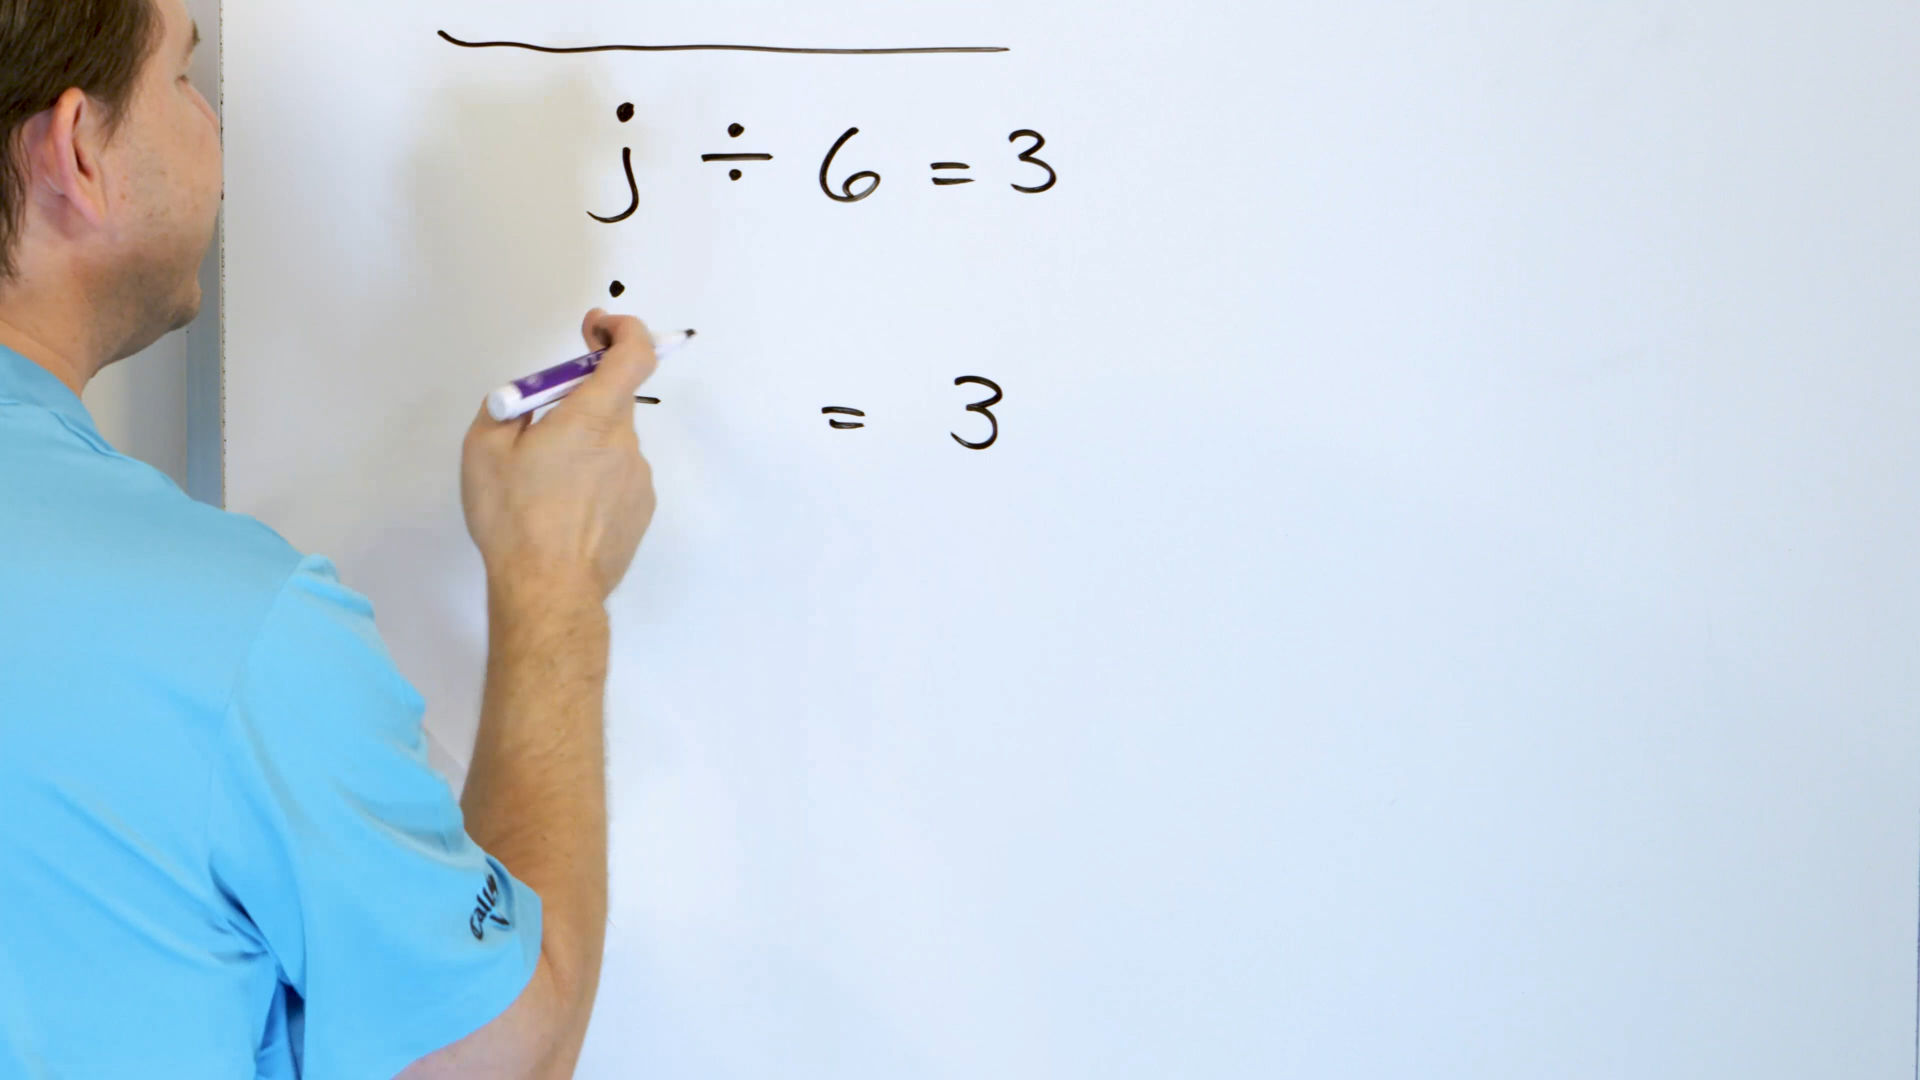 j ÷ 6 = 3
j = 3